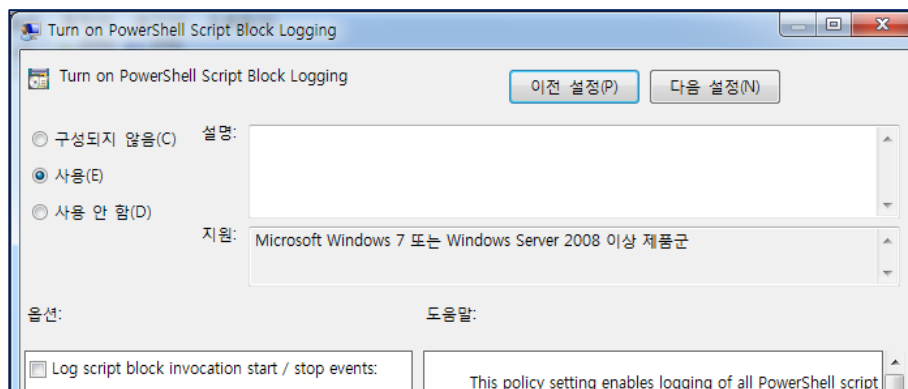 Turn on PowerShell Script Block Logging
Turn on PowerShell Script Block Logging
이전 설정(P)
다음 설정(N)
구성되지 않음(C)
설명:
사용(E)
사용 안 함(D)
지원:
Microsoft Windows 7 또는 Windows Server 2008 이상 제품군
옵션:
도움말:
Log script block invocation start / stop events:
This policy setting enables logging of all PowerShell script